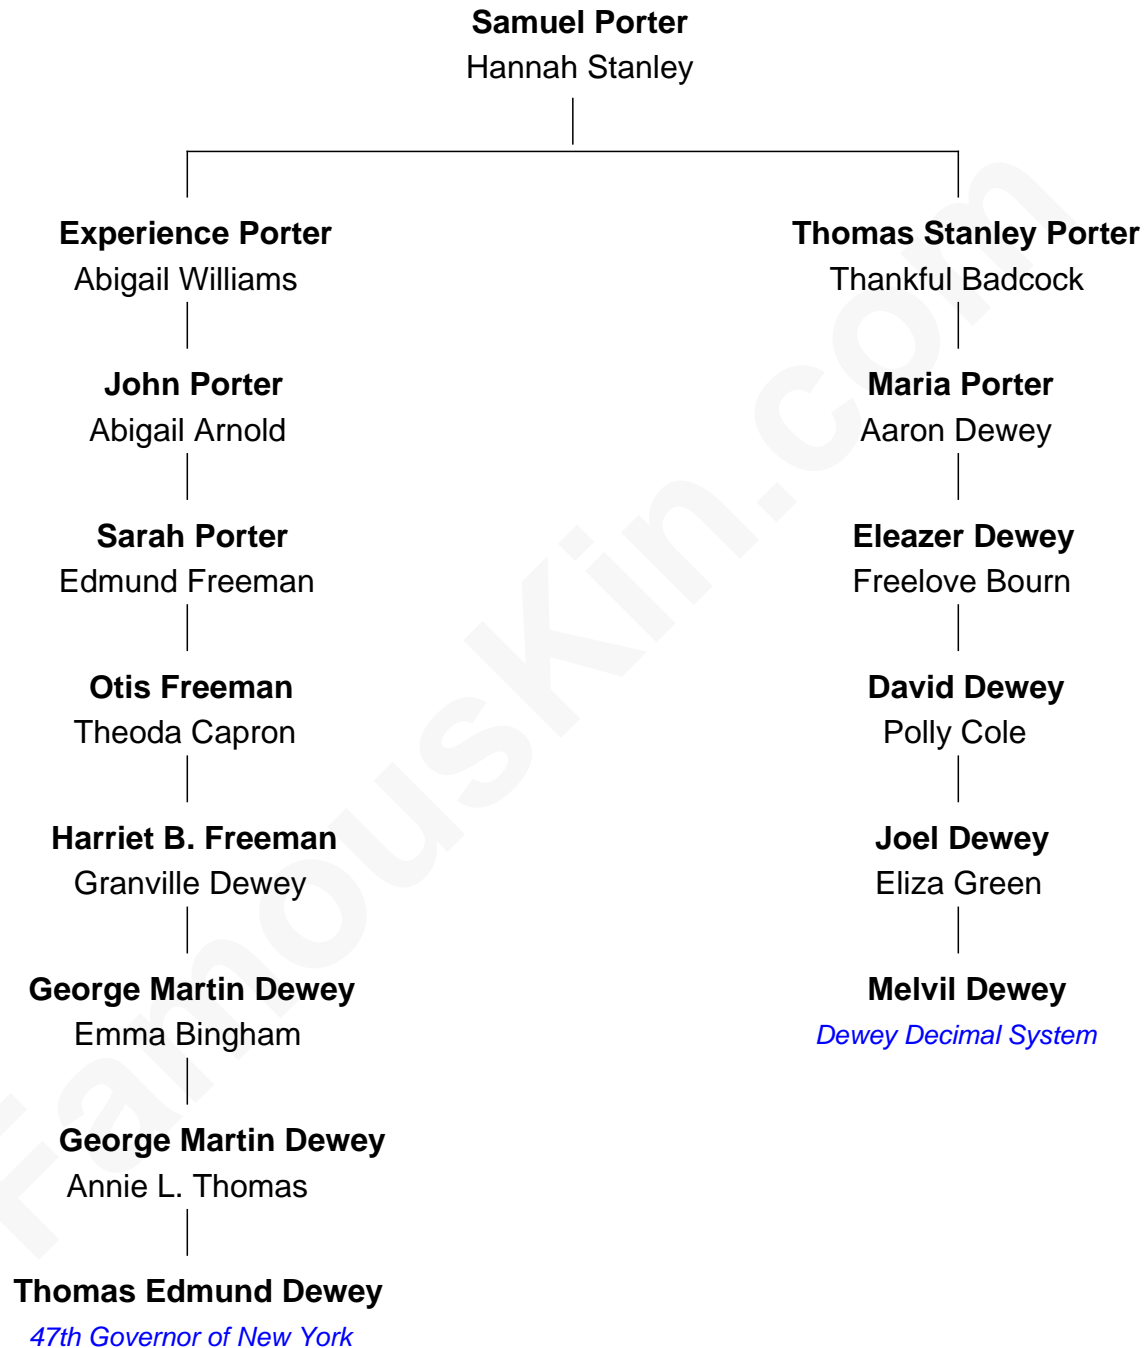 Samuel Porter
Hannah Stanley
Experience Porter
Abigail Williams
John Porter
Abigail Arnold
Sarah Porter
Edmund Freeman
Otis Freeman
Theoda Capron
Harriet B. Freeman
Granville Dewey
George Martin Dewey
Emma Bingham
George Martin Dewey
Annie L. Thomas
Thomas Edmund Dewey
47th Governor of New York
Thomas Stanley Porter
Thankful Badcock
Maria Porter
Aaron Dewey
Eleazer Dewey
Freelove Bourn
David Dewey
Polly Cole
Joel Dewey
Eliza Green
Melvil Dewey
Dewey Decimal System
FamousKin.com